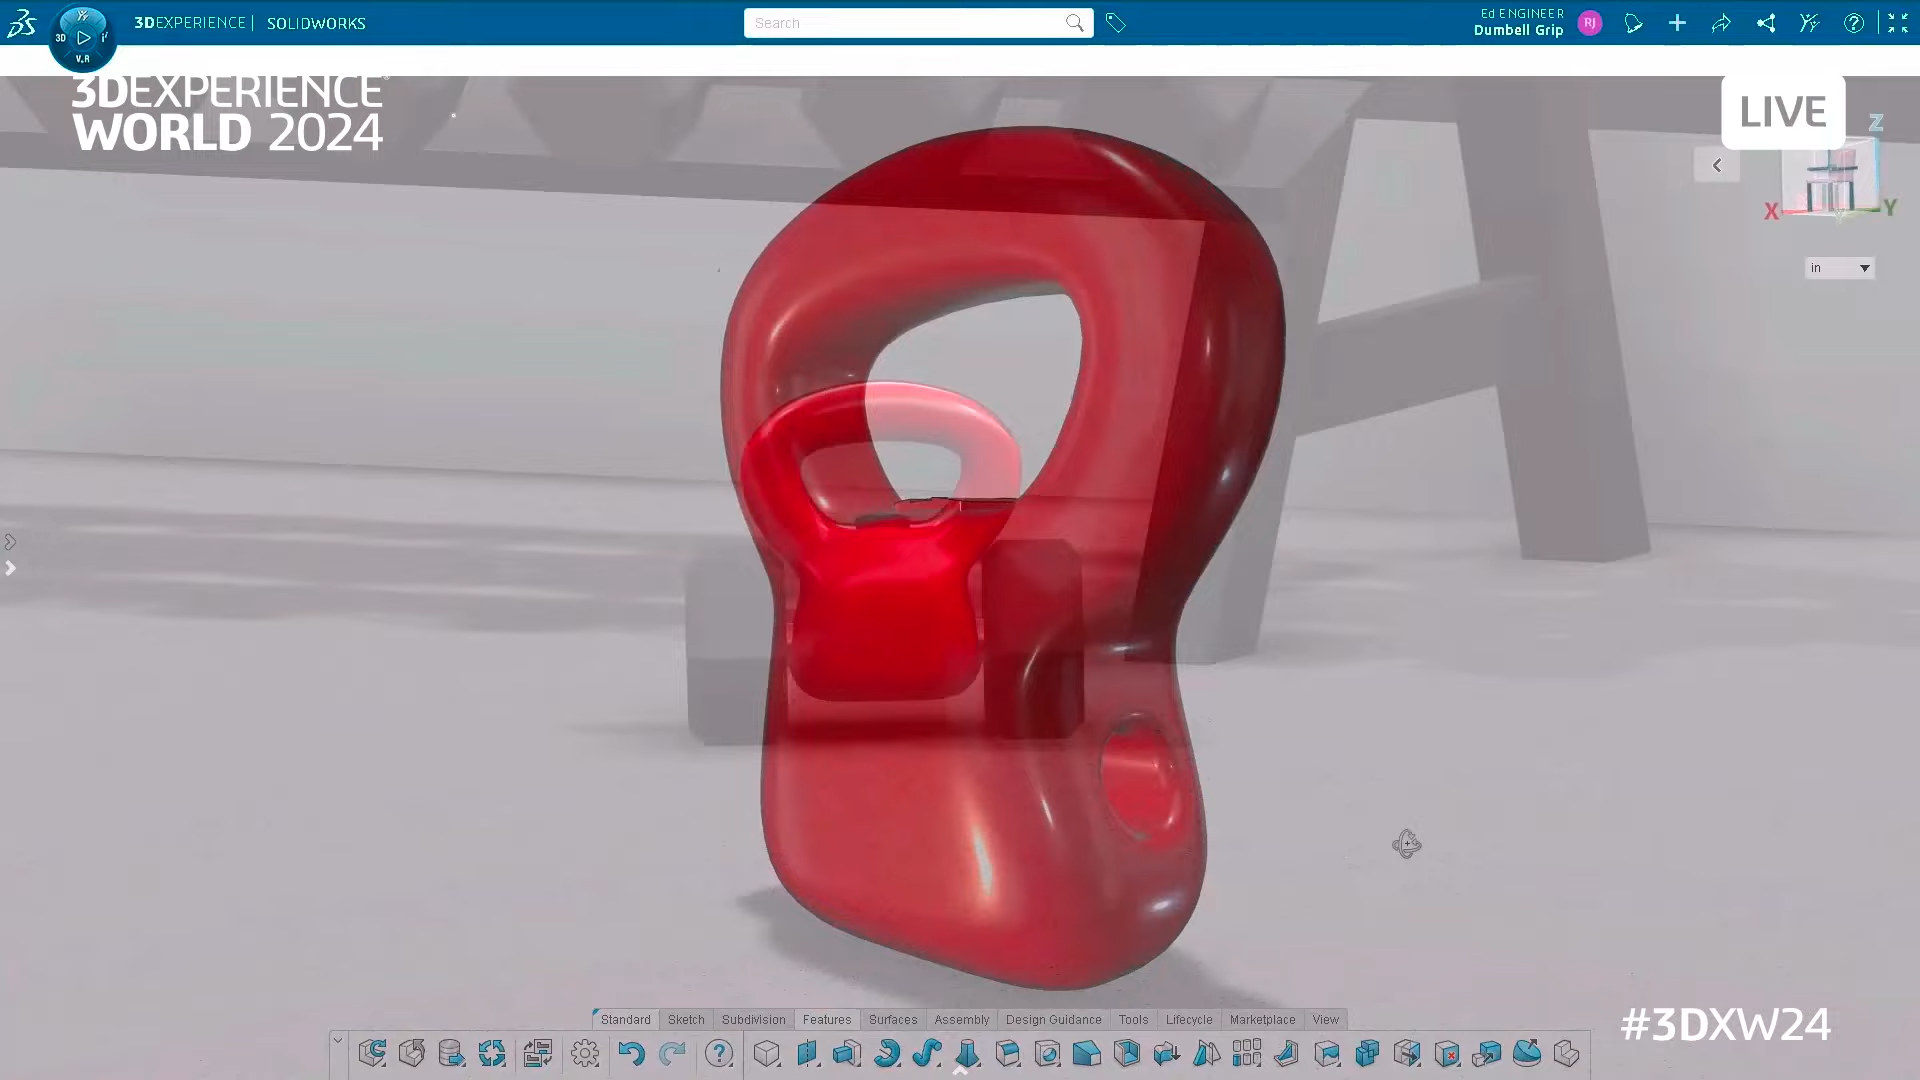 3DEXPERIENCE | SOLIDWORKS
Search
Ed ENGINEER
Dumbell Grip
RJ
3D
V.R
3DEXPERIENCE
WORLD 2024
LIVE
Z
X
Y
in
Standard Sketch Subdivision Features Surfaces Assembly Design Guidance Tools Lifecycle Marketplace View
#3DXW24